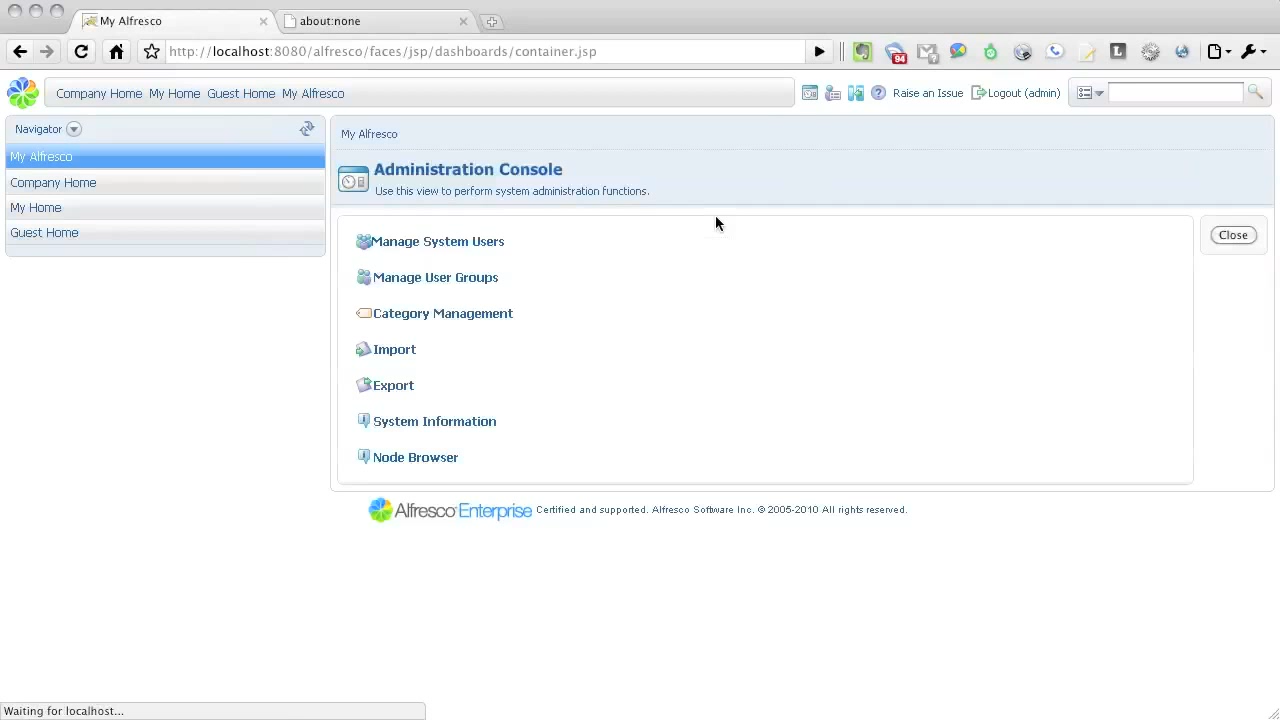 My Alfresco
about:none
http://localhost:8080/alfresco/faces/jsp/dashboards/container.jsp
94
L
Company Home My Home Guest Home My Alfresco
Raise an Issue Logout (admin)
Navigator
My Alfresco
Company Home
My Home
Guest Home
My Alfresco
Administration Console
Use this view to perform system administration functions.
Manage System Users
Manage User Groups
Category Management
Import
Export
System Information
Node Browser
Close
Alfresco Enterprise Certified and supported. Alfresco Software Inc. © 2005-2010 All rights reserved.
Waiting for localhost...